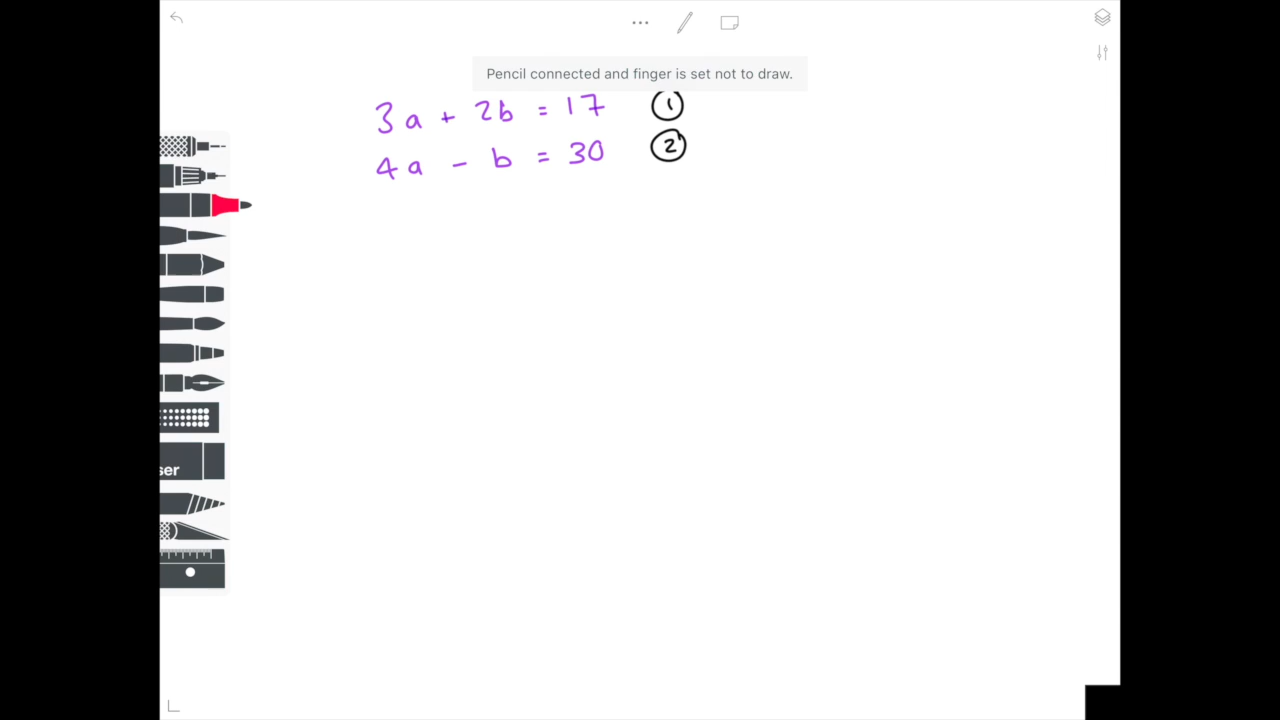 Pencil connected and finger is set not to draw.
3a + 2b = 17 ①
4a - b = 30 ②
ser